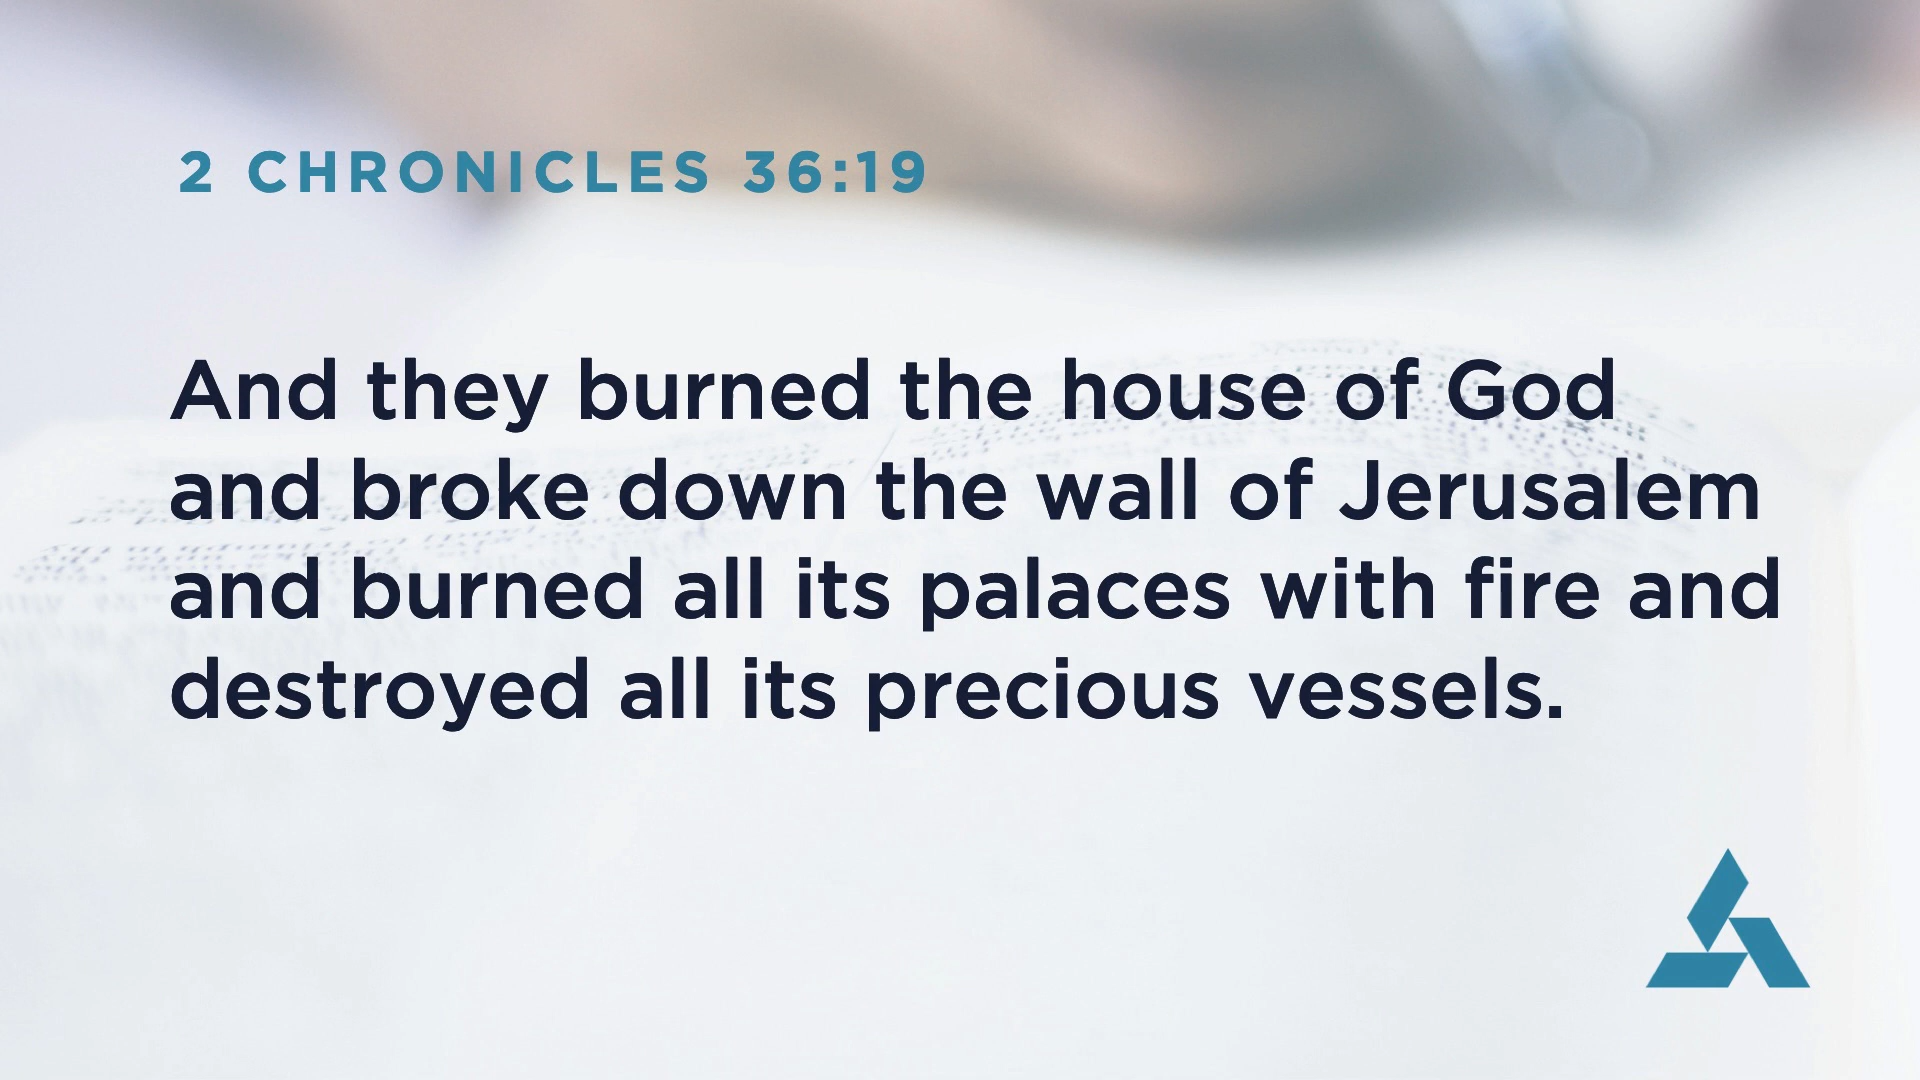 2 CHRONICLES 36:19
And they burned the house of God
and broke down the wall of Jerusalem
and burned all its palaces with fire and
destroyed all its precious vessels.